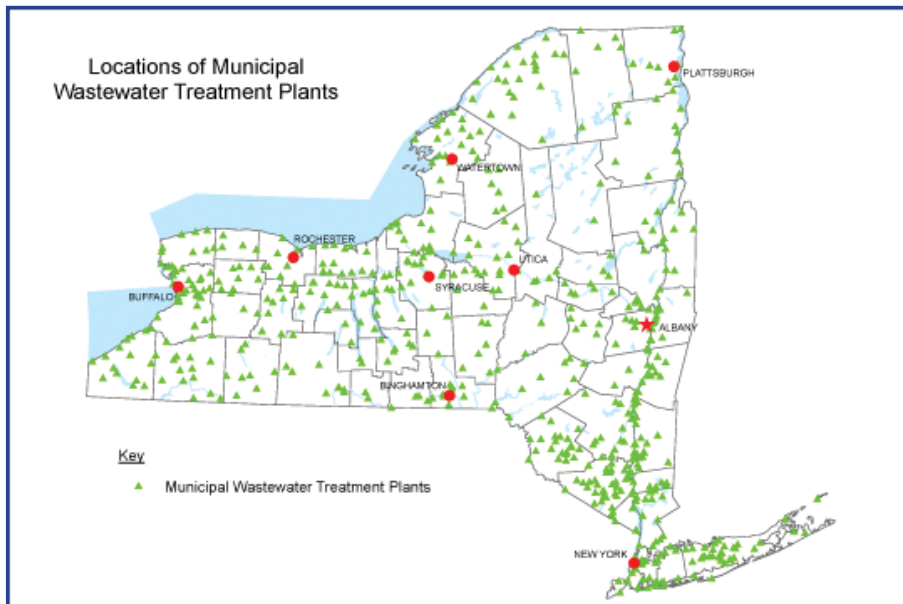 Locations of Municipal
Wastewater Treatment Plants
PLATTSBURGH
WATERTOWN
ROCHESTER
UTICA
SYRACUSE
BUFFALO
ALBANY
BINGHAMTON
Key
Municipal Wastewater Treatment Plants
NEW YORK